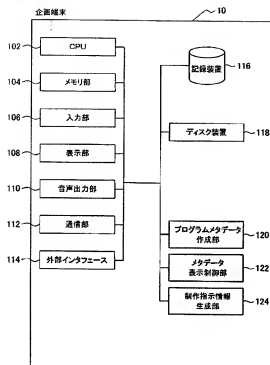 企画端末
10
102
CPU
104
メモリ部
106
入力部
108
表示部
110
音声出力部
112
通信部
114
外部インタフェース
記録装置
116
ディスク装置
118
プログラムメタデータ
作成部
120
メタデータ
表示制御部
122
制作指示情報
生成部
124